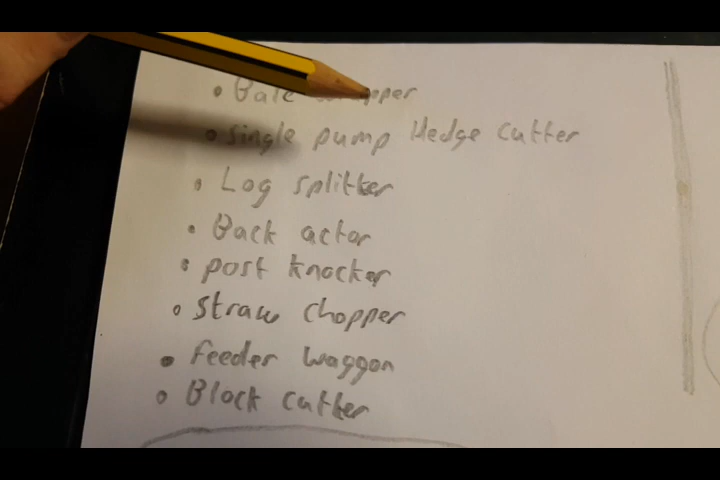 • Bale
• Single pump Hedge cutter
• Log splitter
• Back actor
• post knocker
• Straw chopper
• feeder waggon
• Block cutter